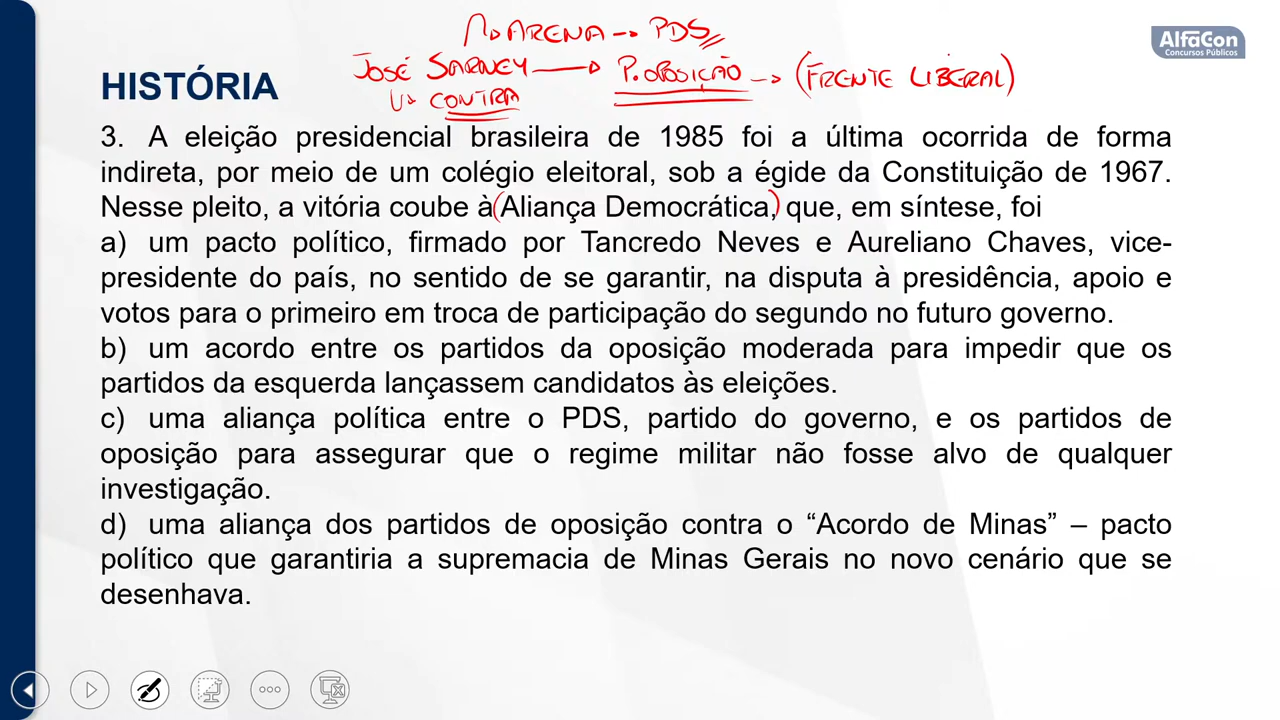 ↳ ARENA → PDS
AlfaCon
Concursos Públicos
JOSÉ SARNEY → P. OPOSIÇÃO → (FRENTE LIBERAL)
HISTÓRIA
↳ CONTRA
3. A eleição presidencial brasileira de 1985 foi a última ocorrida de forma
indireta, por meio de um colégio eleitoral, sob a égide da Constituição de 1967.
Nesse pleito, a vitória coube à (Aliança Democrática,) que, em síntese, foi
a) um pacto político, firmado por Tancredo Neves e Aureliano Chaves, vice-
presidente do país, no sentido de se garantir, na disputa à presidência, apoio e
votos para o primeiro em troca de participação do segundo no futuro governo.
b) um acordo entre os partidos da oposição moderada para impedir que os
partidos da esquerda lançassem candidatos às eleições.
c) uma aliança política entre o PDS, partido do governo, e os partidos de
oposição para assegurar que o regime militar não fosse alvo de qualquer
investigação.
d) uma aliança dos partidos de oposição contra o “Acordo de Minas” – pacto
político que garantiria a supremacia de Minas Gerais no novo cenário que se
desenhava.